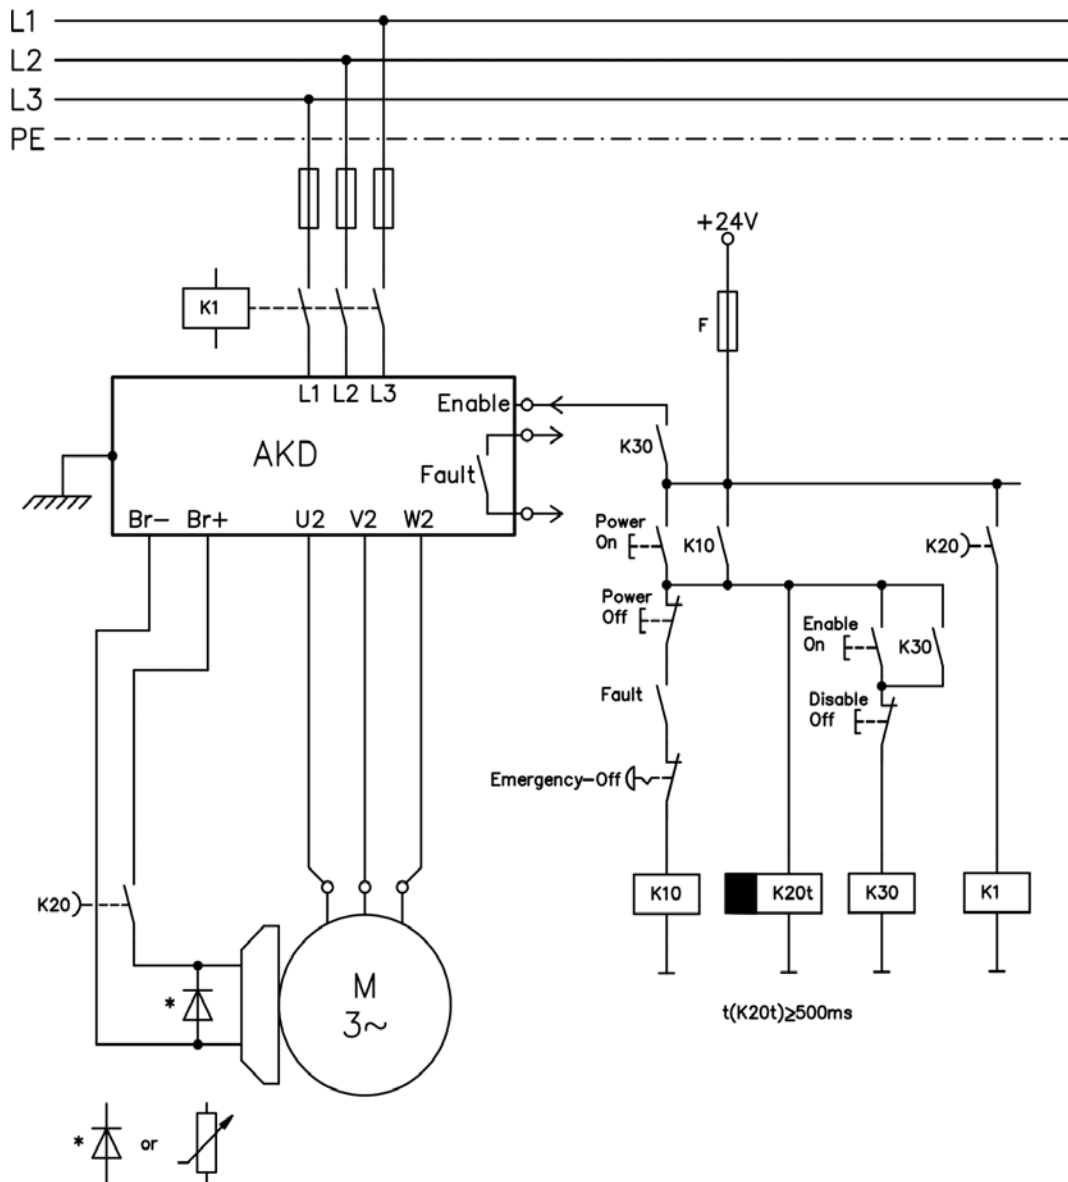 L1
L2
L3
PE
+24V
F
K1
L1 L2 L3
Enable
AKD
Fault
Br- Br+ U2 V2 W2
K30
Power
On
K10
K20
Power
Off
Enable
On
K30
Fault
Disable
Off
Emergency-Off
K10
K20t
K30
K1
K20
M
3~
*
t(K20t)≥500ms
* or